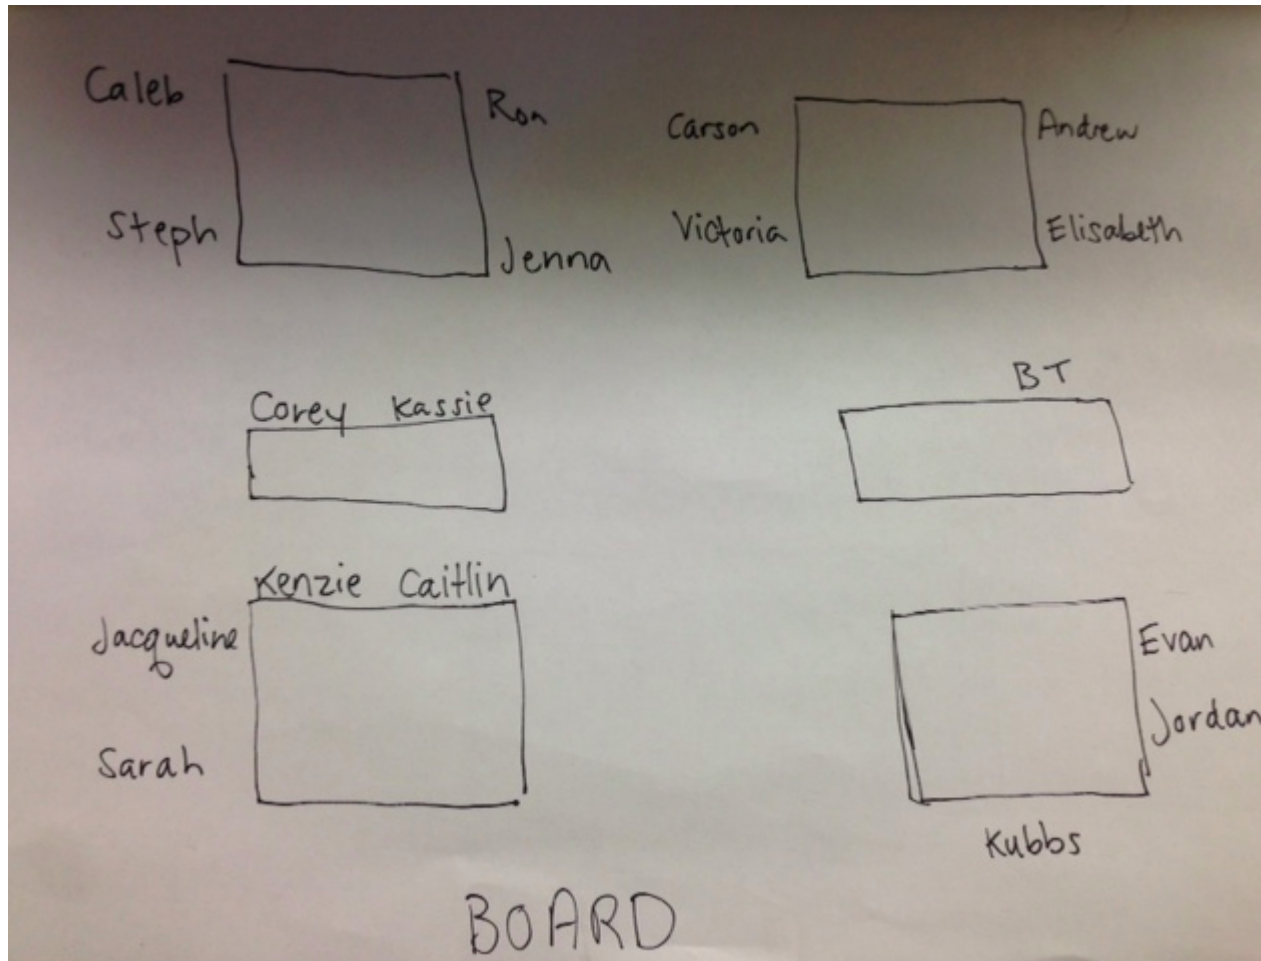 Caleb
Ron
Steph
Jenna
Carson
Andrew
Victoria
Elisabeth
Corey Kassie
BT
Kenzie Caitlin
Jacqueline
Sarah
Evan
Jordan
Kubbs
BOARD